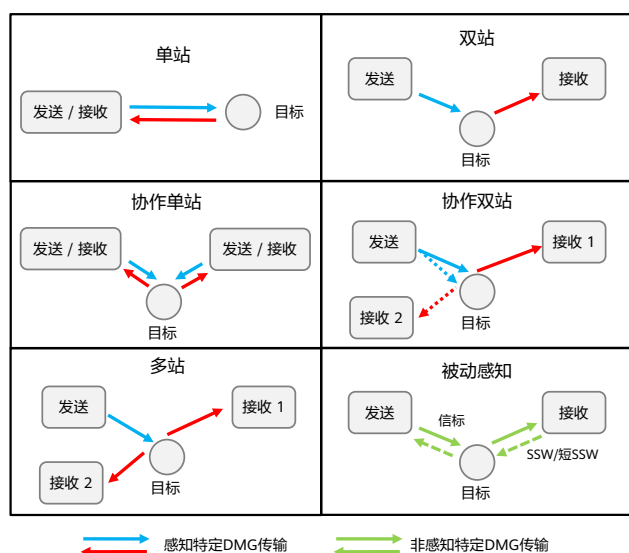 单站
发送 / 接收
目标
双站
发送
接收
目标
协作单站
发送 / 接收
发送 / 接收
目标
协作双站
发送
接收 1
接收 2
目标
多站
发送
接收 1
接收 2
目标
被动感知
发送
信标
接收
SSW/短SSW
目标
感知特定DMG传输
非感知特定DMG传输